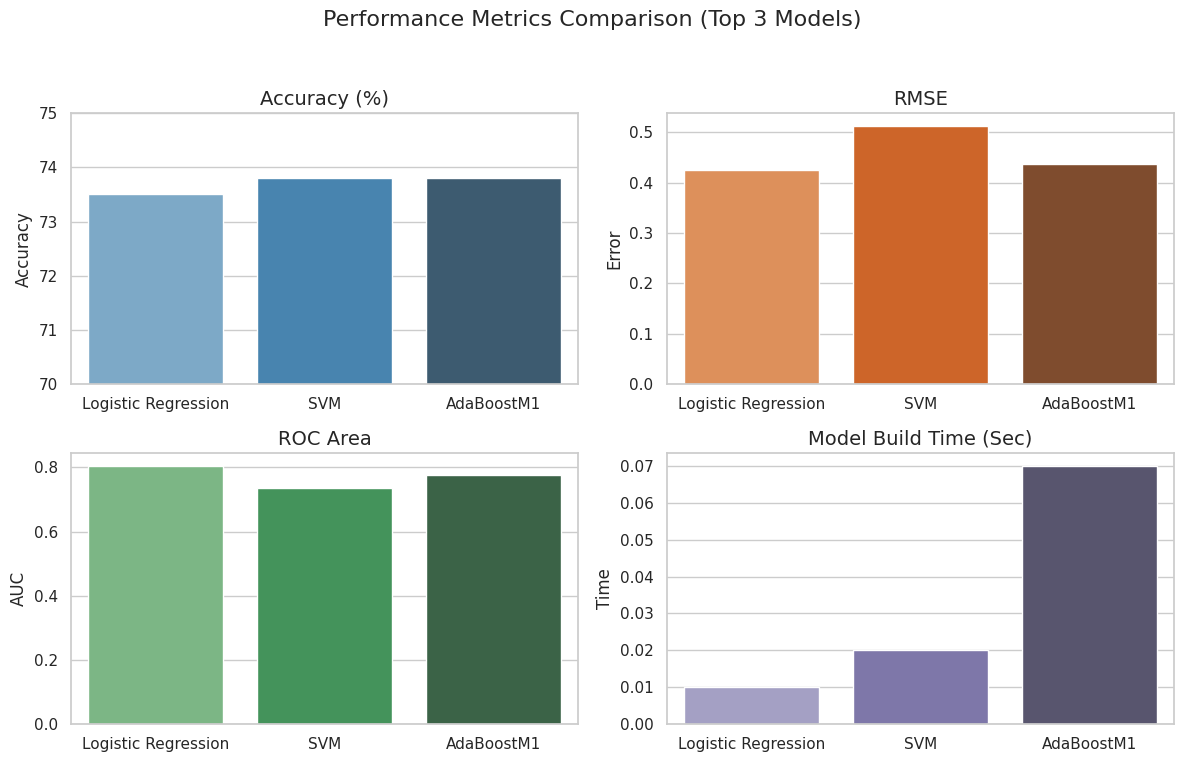 Performance Metrics Comparison (Top 3 Models)
Accuracy (%)
75
74
73
72
71
70
Accuracy
Logistic Regression
SVM
AdaBoostM1
RMSE
0.5
0.4
0.3
0.2
0.1
0.0
Error
Logistic Regression
SVM
AdaBoostM1
ROC Area
0.8
0.6
0.4
0.2
0.0
AUC
Logistic Regression
SVM
AdaBoostM1
Model Build Time (Sec)
0.07
0.06
0.05
0.04
0.03
0.02
0.01
0.00
Time
Logistic Regression
SVM
AdaBoostM1